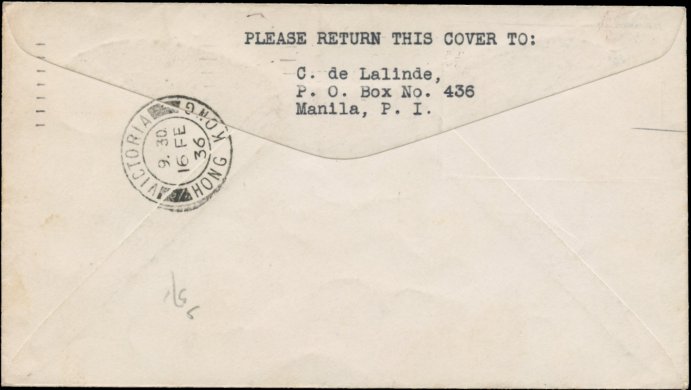 PLEASE RETURN THIS COVER TO:
C. de Lalinde,
P. O. Box No. 436
Manila, P. I.
VICTORIA
HONG KONG
9. 30
16 FE
36